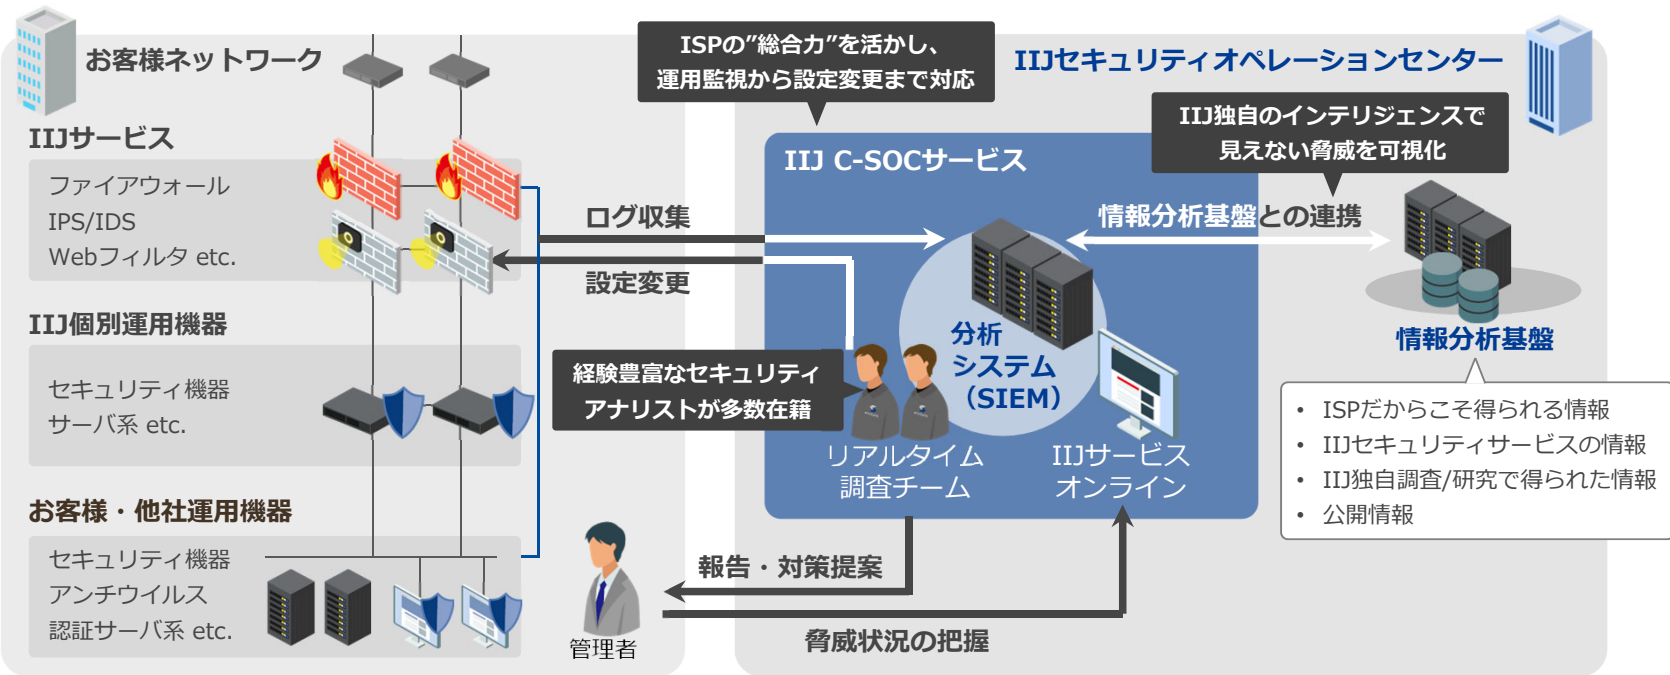 お客様ネットワーク
IIJサービス
ファイアウォール
IPS/IDS
Webフィルタ etc.
IIJ個別運用機器
セキュリティ機器
サーバ系 etc.
お客様・他社運用機器
セキュリティ機器
アンチウイルス
認証サーバ系 etc.
管理者
ログ収集
設定変更
報告・対策提案
脅威状況の把握
ISPの”総合力”を活かし、
運用監視から設定変更まで対応
IIJセキュリティオペレーションセンター
IIJ C-SOCサービス
IIJ独自のインテリジェンスで
見えない脅威を可視化
情報分析基盤との連携
分析
システム
（SIEM）
経験豊富なセキュリティ
アナリストが多数在籍
リアルタイム
調査チーム
IIJサービス
オンライン
情報分析基盤
• ISPだからこそ得られる情報
• IIJセキュリティサービスの情報
• IIJ独自調査/研究で得られた情報
• 公開情報